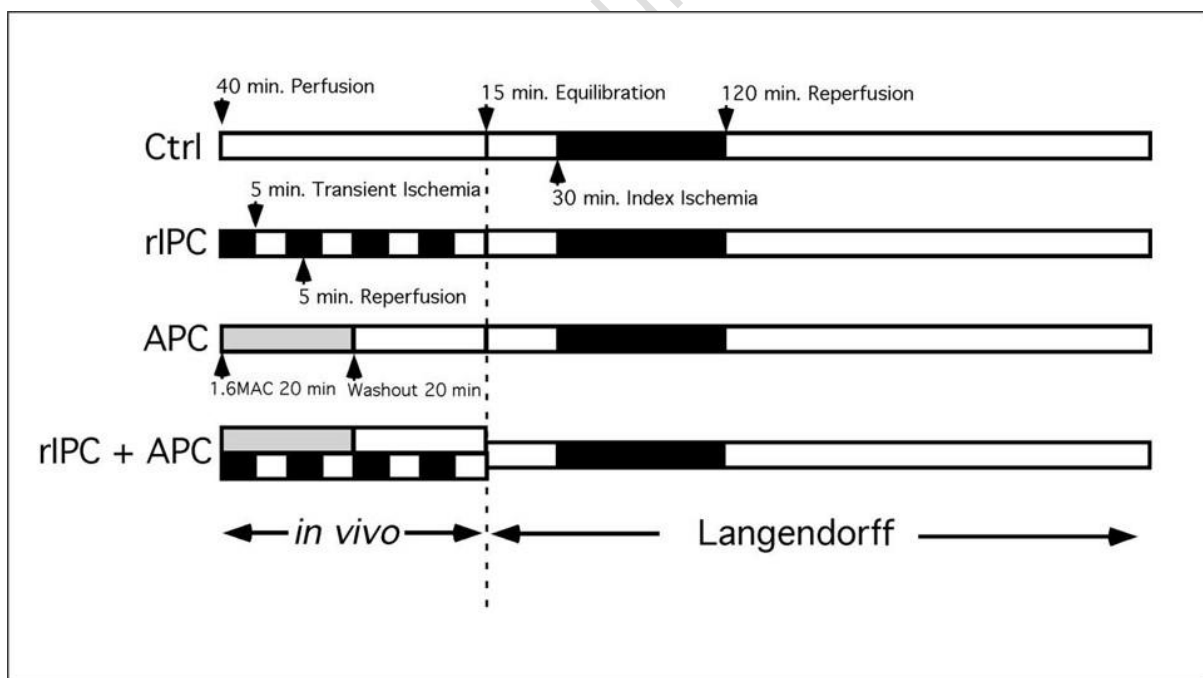 40 min. Perfusion
15 min. Equilibration
120 min. Reperfusion
Ctrl
5 min. Transient Ischemia
30 min. Index Ischemia
rIPC
5 min. Reperfusion
APC
1.6MAC 20 min
Washout 20 min
rIPC + APC
in vivo
Langendorff